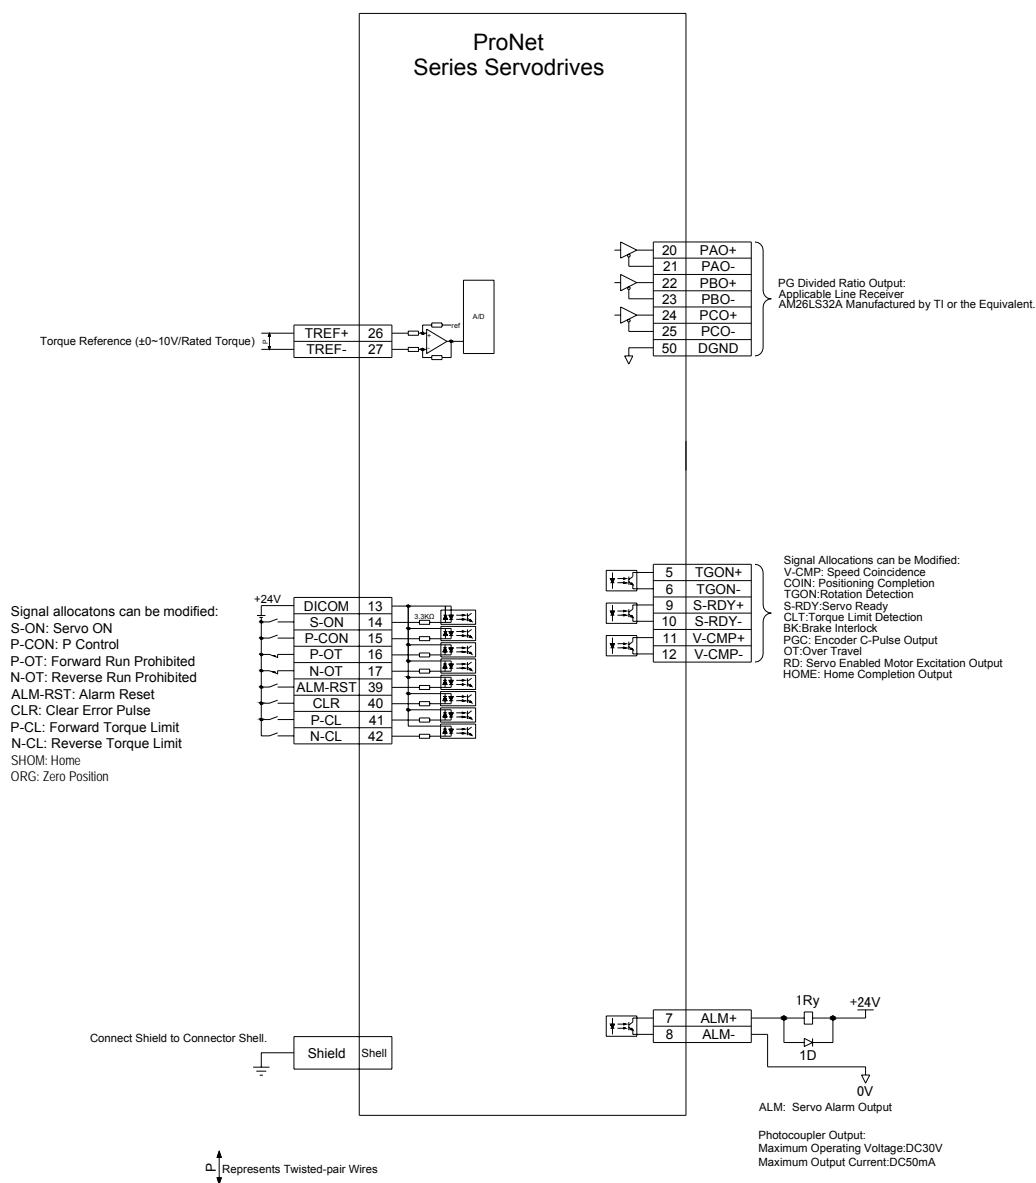 ProNet
Series Servodrives
20 PAO+
21 PAO-
22 PBO+
23 PBO-
24 PCO+
25 PCO-
50 DGND
PG Divided Ratio Output:
Applicable Line Receiver
AM26LS32A Manufactured by TI or the Equivalent.
Torque Reference (±0~10V/Rated Torque)
P
TREF+ 26
TREF- 27
ref
A/D
5 TGON+
6 TGON-
9 S-RDY+
10 S-RDY-
11 V-CMP+
12 V-CMP-
Signal Allocations can be Modified:
V-CMP: Speed Coincidence
COIN: Positioning Completion
TGON:Rotation Detection
S-RDY:Servo Ready
CLT:Torque Limit Detection
BK:Brake Interlock
PGC: Encoder C-Pulse Output
OT:Over Travel
RD: Servo Enabled Motor Excitation Output
HOME: Home Completion Output
Signal allocatons can be modified:
S-ON: Servo ON
P-CON: P Control
P-OT: Forward Run Prohibited
N-OT: Reverse Run Prohibited
ALM-RST: Alarm Reset
CLR: Clear Error Pulse
P-CL: Forward Torque Limit
N-CL: Reverse Torque Limit
SHOM: Home
ORG: Zero Position
+24V
DICOM 13
S-ON 14
P-CON 15
P-OT 16
N-OT 17
ALM-RST 39
CLR 40
P-CL 41
N-CL 42
3.3KΩ
Connect Shield to Connector Shell.
Shield Shell
7 ALM+
8 ALM-
1Ry
+24V
1D
0V
ALM: Servo Alarm Output
Photocoupler Output:
Maximum Operating Voltage:DC30V
Maximum Output Current:DC50mA
P Represents Twisted-pair Wires